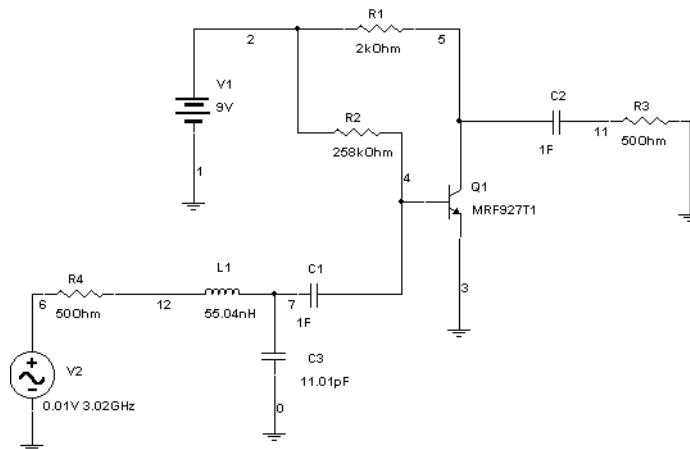 R1
2
2kOhm
5
V1
9V
C2
R3
R2
1F
11
50Ohm
258kOhm
4
1
Q1
MRF927T1
L1
C1
R4
3
6
50Ohm
12
7
55.04nH
1F
C3
V2
11.01pF
0.01V 3.02GHz
0